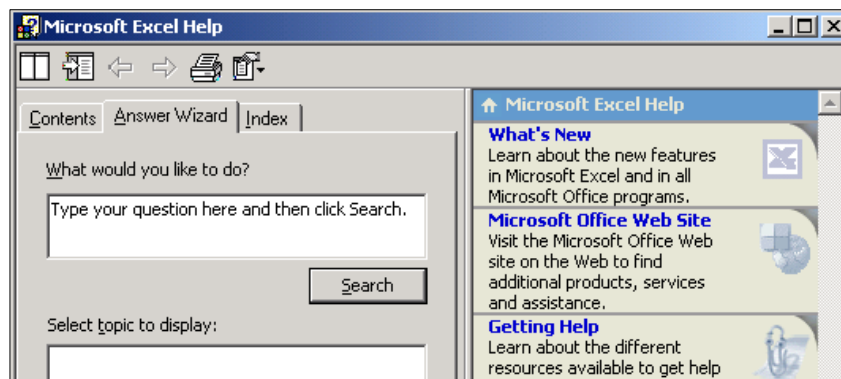 Microsoft Excel Help
Contents
Answer Wizard
Index
What would you like to do?
Type your question here and then click Search.
Search
Select topic to display:
Microsoft Excel Help
What's New
Learn about the new features
in Microsoft Excel and in all
Microsoft Office programs.
Microsoft Office Web Site
Visit the Microsoft Office Web
site on the Web to find
additional products, services
and assistance.
Getting Help
Learn about the different
resources available to get help